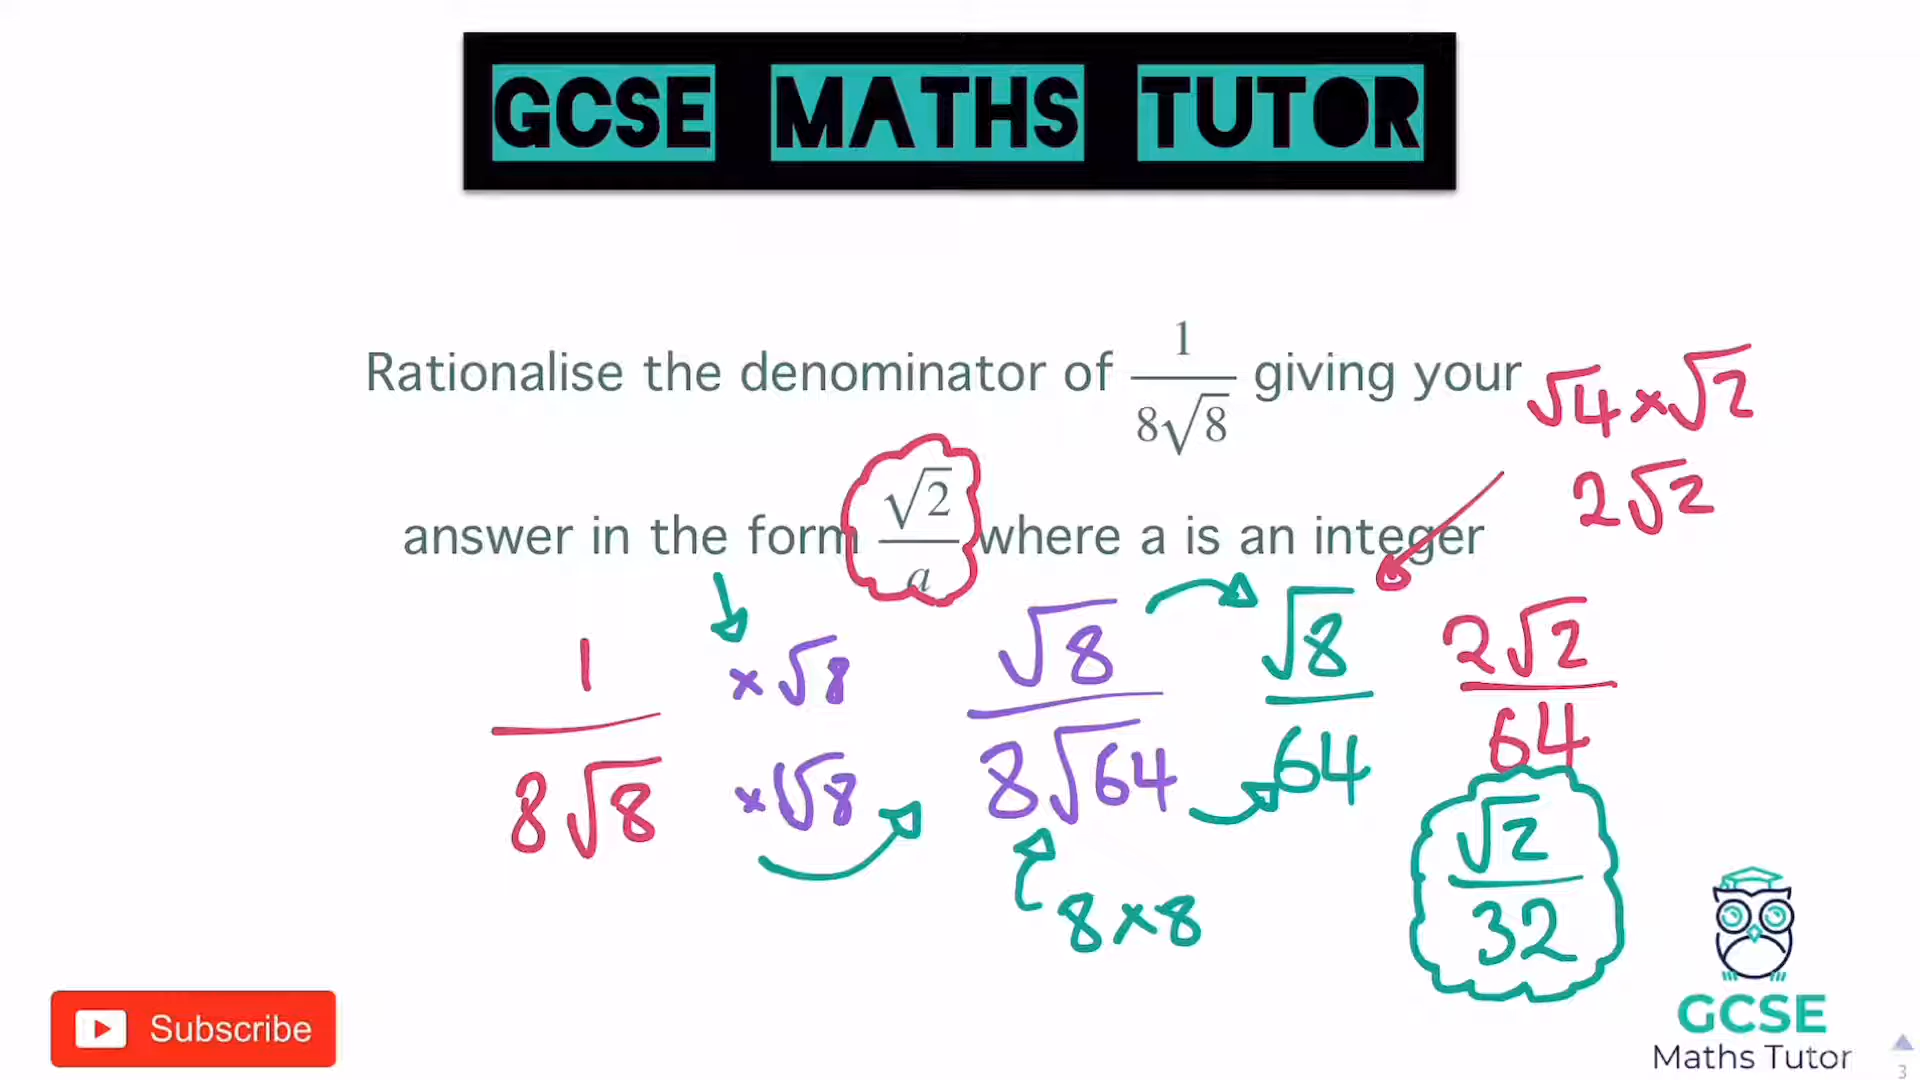 GCSE MATHS TUTOR
Rationalise the denominator of 1/8√8 giving your
√4×√2
2√2
answer in the form √2/a where a is an integer
1/8√8 ×√8/×√8 √8/8√64 √8/64 2√2/64
8×8
√2/32
Subscribe
GCSE
Maths Tutor
3